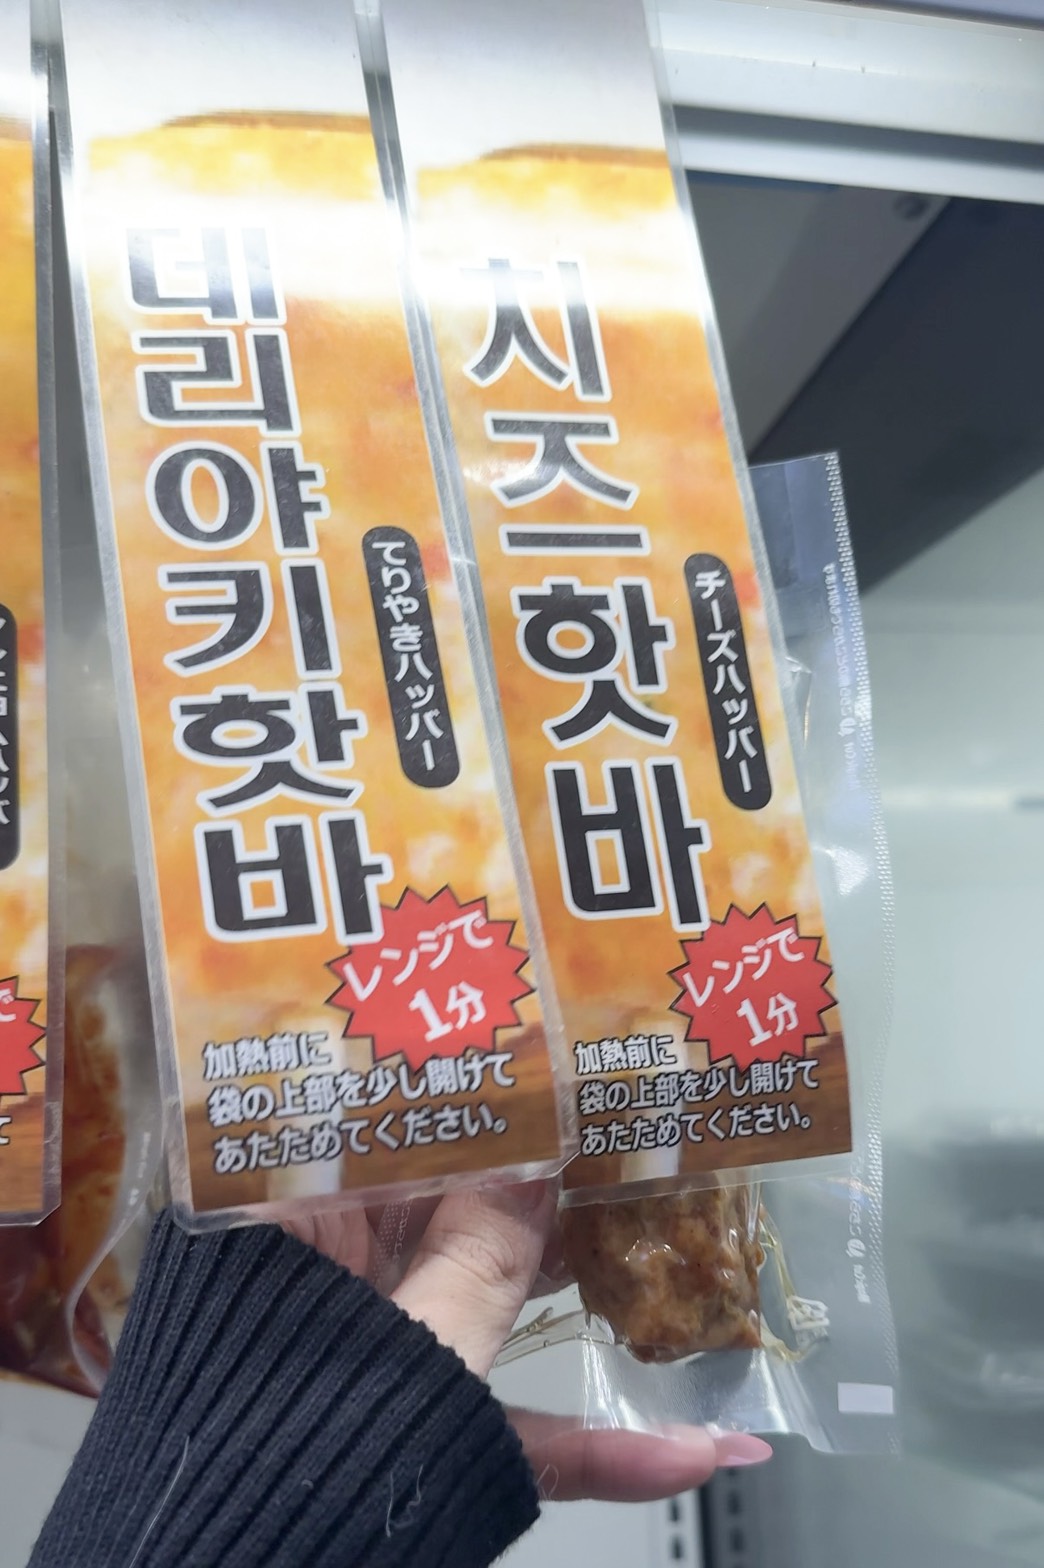 데리야키핫바
てりやきハッバー
レンジで
1分
加熱前に
袋の上部を少し開けて
あたためてください。
치즈핫바
チーズハッバー
レンジで
1分
加熱前に
袋の上部を少し開けて
あたためてください。